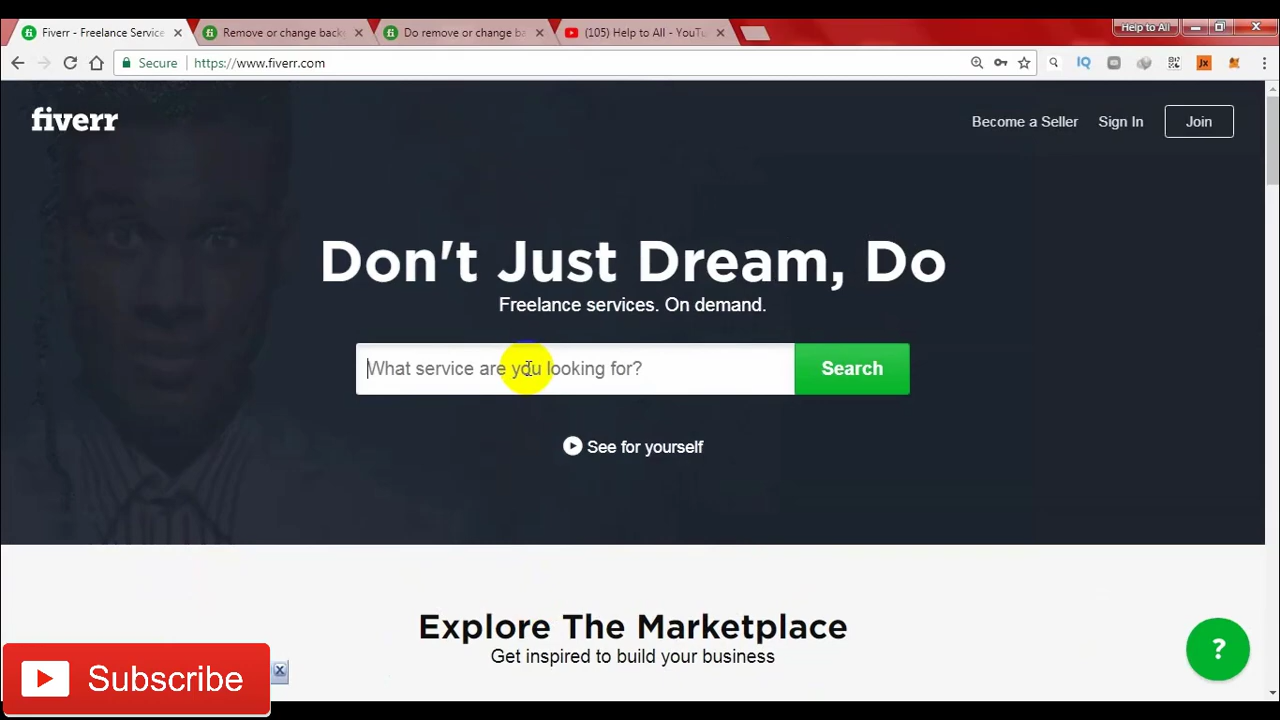 Fiverr - Freelance Service
Remove or change back
Do remove or change ba
(105) Help to All - YouTu
Help to All
Secure
https://www.fiverr.com
IQ
Jx
fiverr
Become a Seller
Sign In
Join
Don't Just Dream, Do
Freelance services. On demand.
What service are you looking for?
Search
See for yourself
Explore The Marketplace
Get inspired to build your business
?
Subscribe